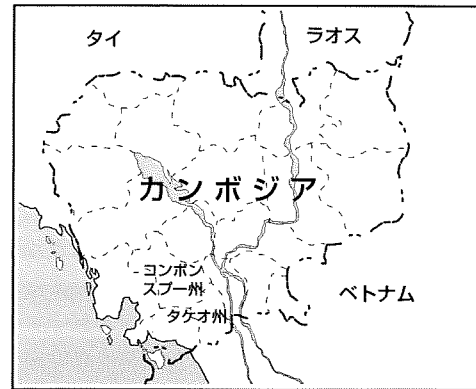 タイ
ラオス
カンボジア
コンポン
スプー州
タケオ州
ベトナム